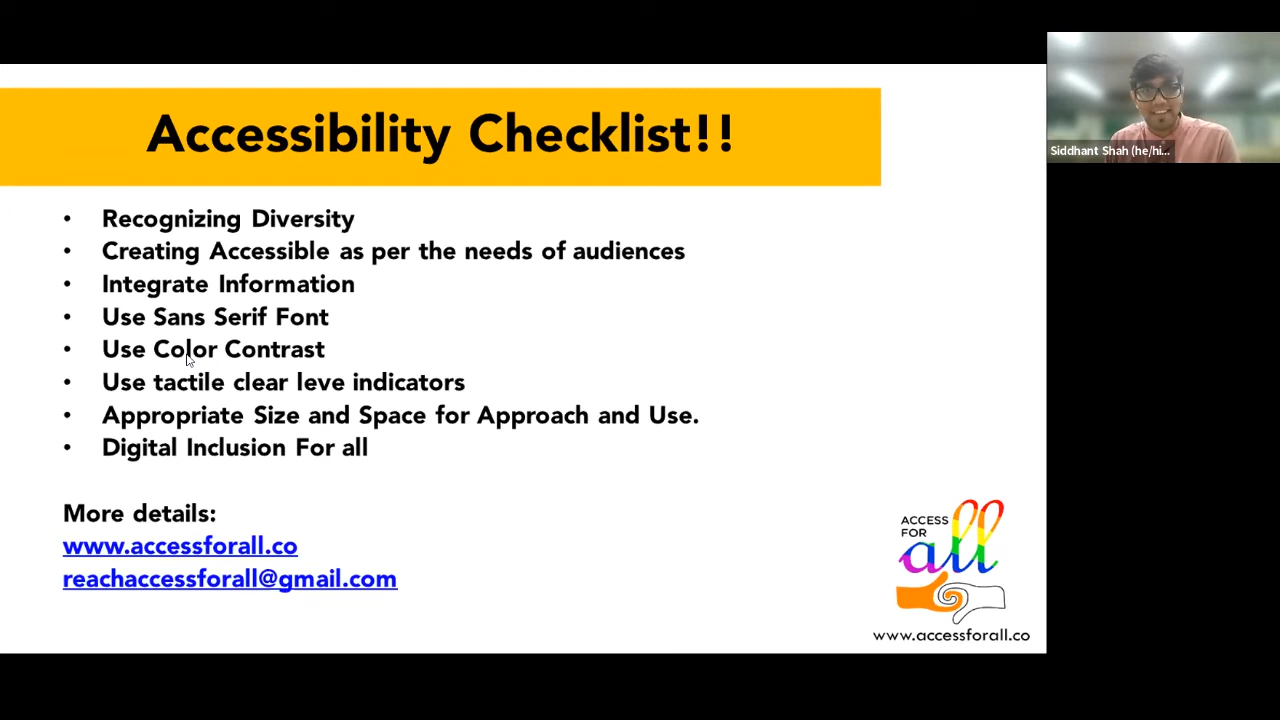 Accessibility Checklist!!
Siddhant Shah (he/hi...
• Recognizing Diversity
• Creating Accessible as per the needs of audiences
• Integrate Information
• Use Sans Serif Font
• Use Color Contrast
• Use tactile clear leve indicators
• Appropriate Size and Space for Approach and Use.
• Digital Inclusion For all
More details:
www.accessforall.co
reachaccessforall@gmail.com
ACCESS
FOR
all
www.accessforall.co